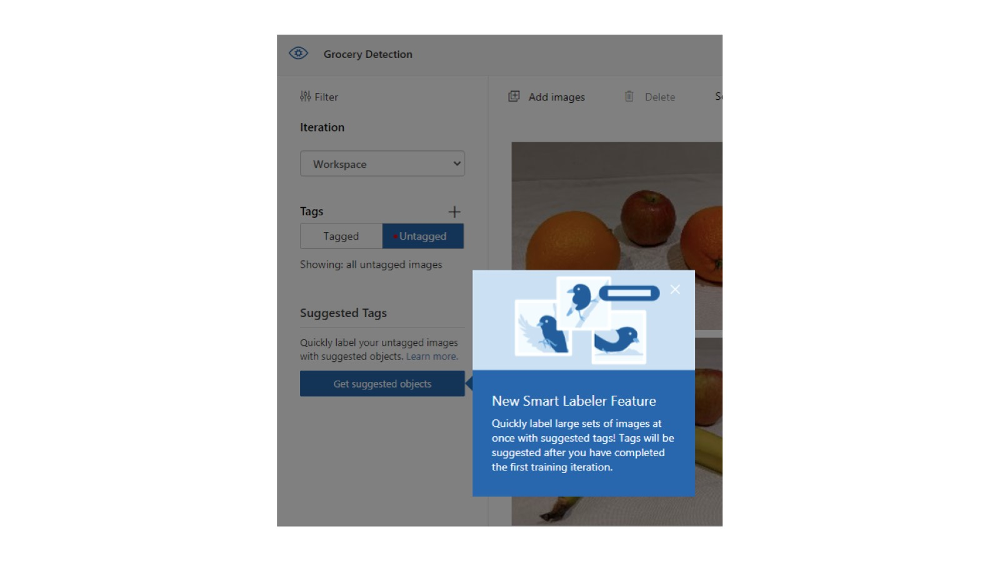 Grocery Detection
Filter
Add images
Delete
Iteration
Workspace
Tags
Tagged
Untagged
Showing: all untagged images
Suggested Tags
Quickly label your untagged images
with suggested objects. Learn more.
Get suggested objects
New Smart Labeler Feature
Quickly label large sets of images at
once with suggested tags! Tags will be
suggested after you have completed
the first training iteration.